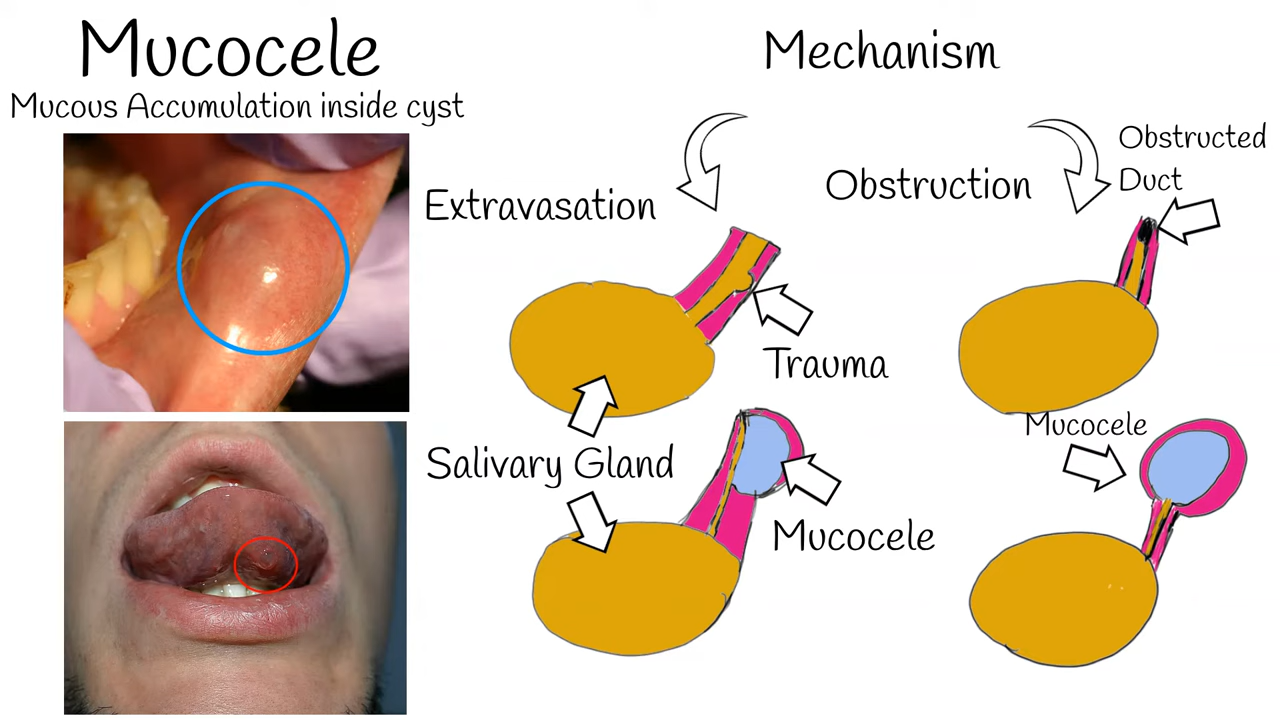 Mucocele
Mucous Accumulation inside cyst
Mechanism
Extravasation
Obstruction
Obstructed
Duct
Trauma
Salivary Gland
Mucocele
Mucocele